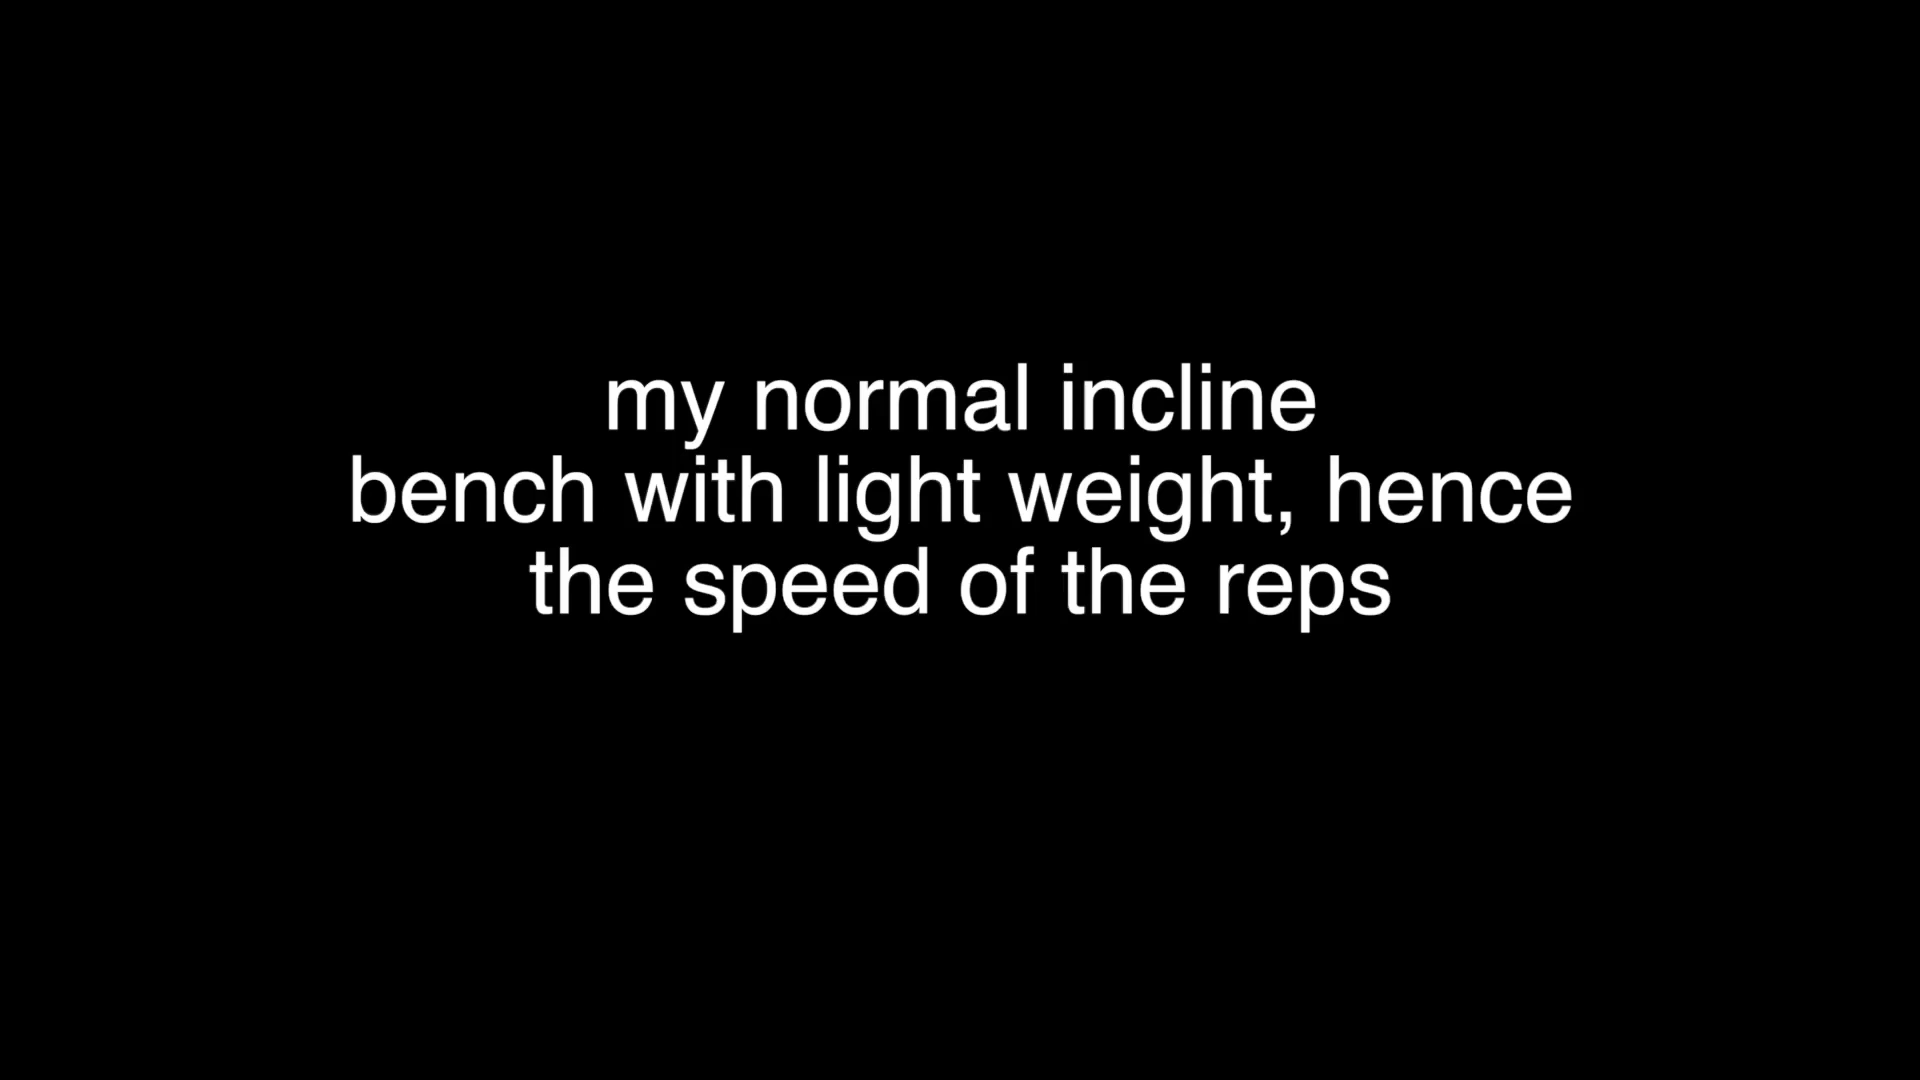 my normal incline
bench with light weight, hence
the speed of the reps